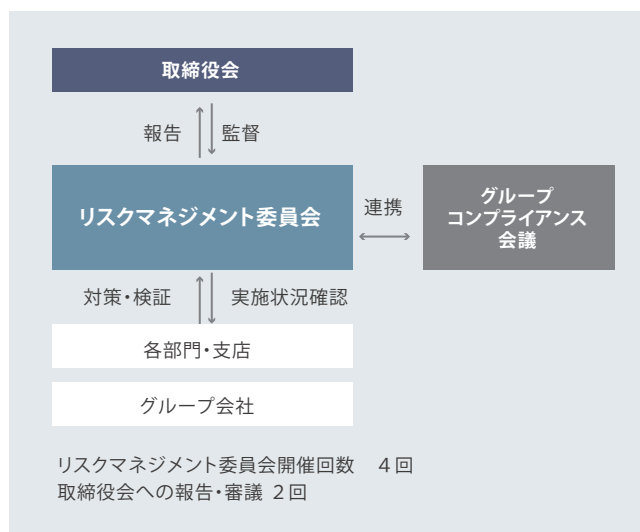 取締役会
報告 監督
リスクマネジメント委員会
連携
グループ
コンプライアンス
会議
対策・検証 実施状況確認
各部門・支店
グループ会社
リスクマネジメント委員会開催回数 4回
取締役会への報告・審議 2回